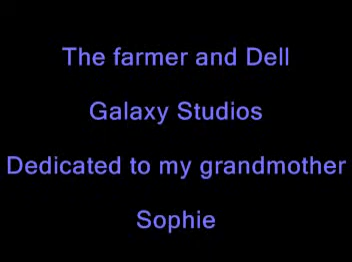 The farmer and Dell
Galaxy Studios
Dedicated to my grandmother
Sophie